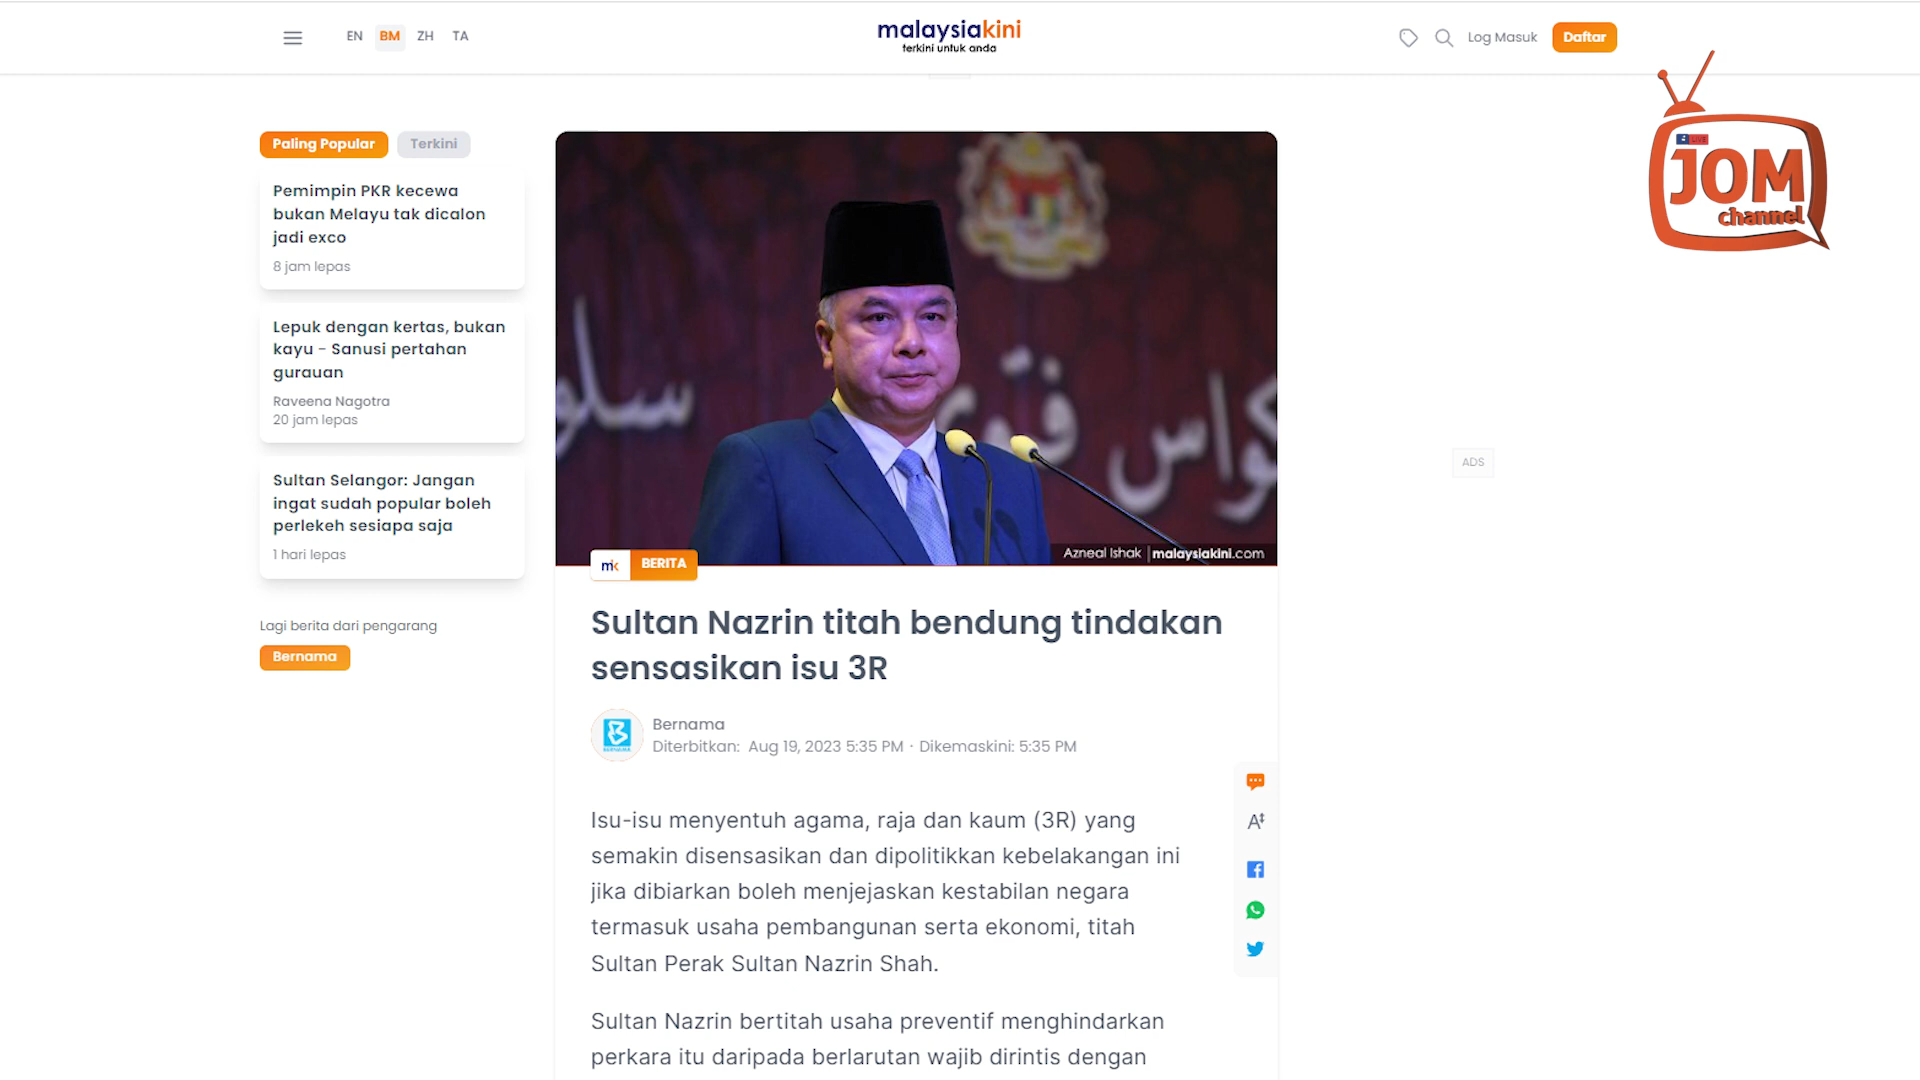 EN BM ZH TA
malaysiakini
terkini untuk anda
Log Masuk
Daftar
LIVE
JOM
channel
Paling Popular
Terkini
Pemimpin PKR kecewa
bukan Melayu tak dicalon
jadi exco
8 jam lepas
Lepuk dengan kertas, bukan
kayu - Sanusi pertahan
gurauan
Raveena Nagotra
20 jam lepas
Sultan Selangor: Jangan
ingat sudah popular boleh
perlekeh sesiapa saja
1 hari lepas
Lagi berita dari pengarang
Bernama
Azneal Ishak | malaysiakini.com
mk BERITA
ADS
Sultan Nazrin titah bendung tindakan
sensasikan isu 3R
Bernama
Diterbitkan: Aug 19, 2023 5:35 PM · Dikemaskini: 5:35 PM
Isu-isu menyentuh agama, raja dan kaum (3R) yang
semakin disensasikan dan dipolitikkan kebelakangan ini
jika dibiarkan boleh menjejaskan kestabilan negara
termasuk usaha pembangunan serta ekonomi, titah
Sultan Perak Sultan Nazrin Shah.
Sultan Nazrin bertitah usaha preventif menghindarkan
perkara itu daripada berlarutan wajib dirintis dengan